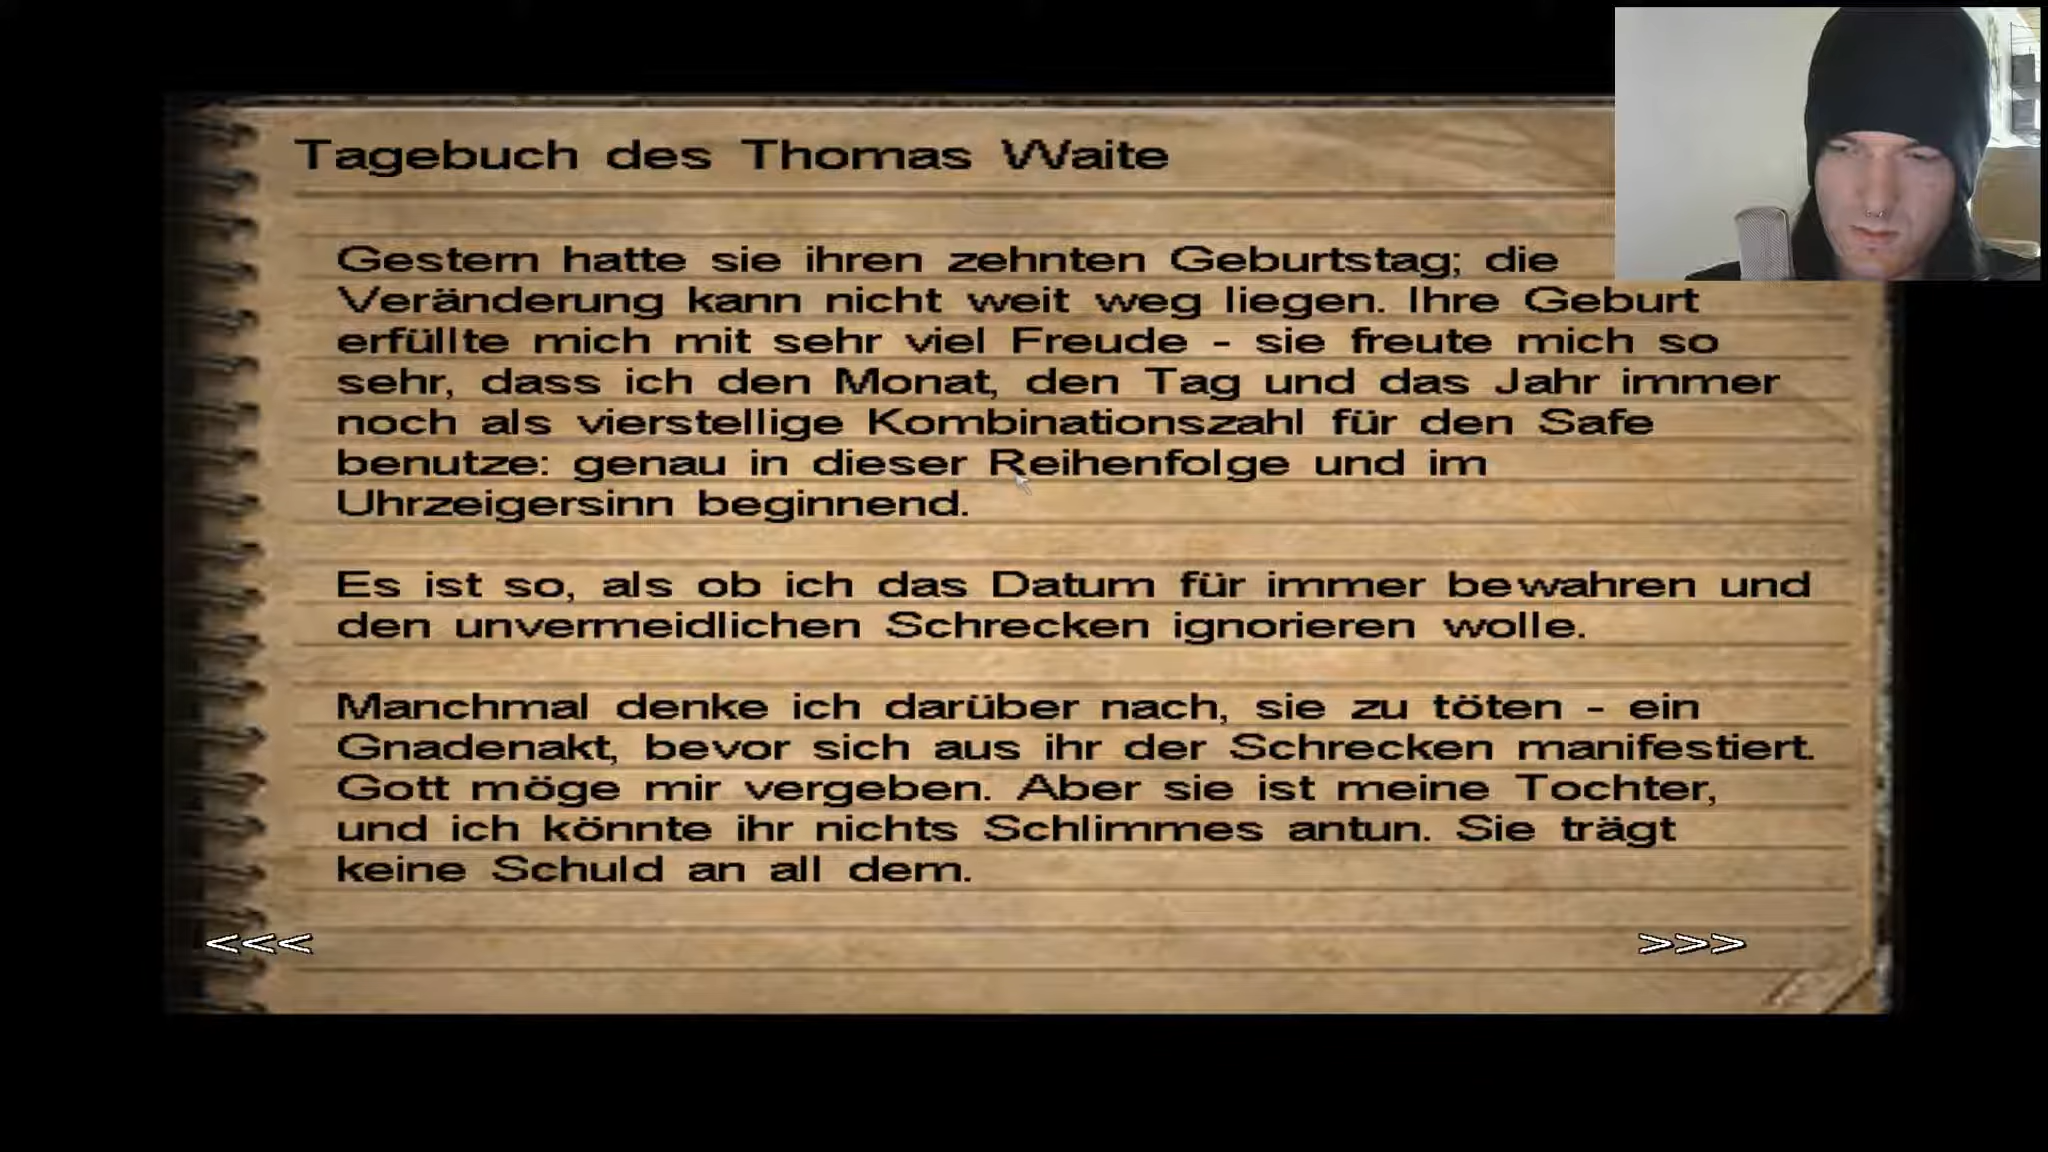 Tagebuch des Thomas Waite
Gestern hatte sie ihren zehnten Geburtstag; die
Veränderung kann nicht weit weg liegen. Ihre Geburt
erfüllte mich mit sehr viel Freude - sie freute mich so
sehr, dass ich den Monat, den Tag und das Jahr immer
noch als vierstellige Kombinationszahl für den Safe
benutze: genau in dieser Reihenfolge und im
Uhrzeigersinn beginnend.
Es ist so, als ob ich das Datum für immer bewahren und
den unvermeidlichen Schrecken ignorieren wolle.
Manchmal denke ich darüber nach, sie zu töten - ein
Gnadenakt, bevor sich aus ihr der Schrecken manifestiert.
Gott möge mir vergeben. Aber sie ist meine Tochter,
und ich könnte ihr nichts Schlimmes antun. Sie trägt
keine Schuld an all dem.
<<< >>>